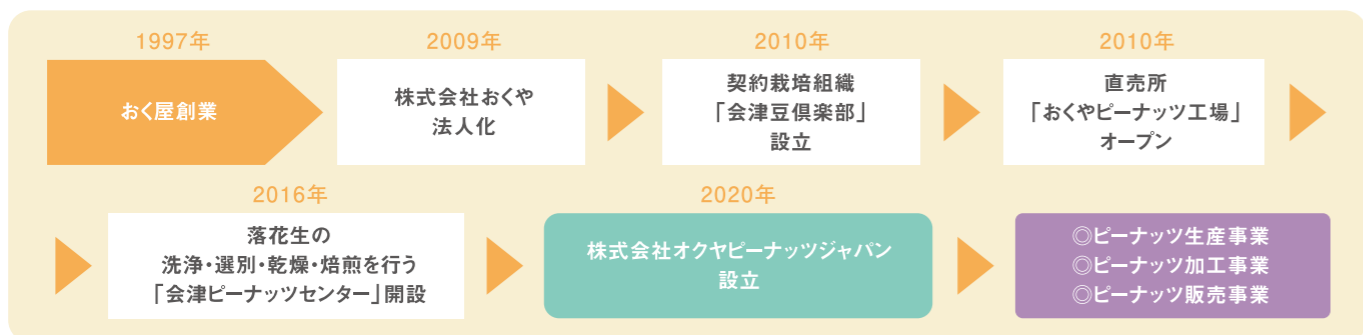 1997年
おく屋創業
2009年
株式会社おくや
法人化
2010年
契約栽培組織
「会津豆倶楽部」
設立
2010年
直売所
「おくやピーナッツ工場」
オープン
2016年
落花生の
洗浄・選別・乾燥・焙煎を行う
「会津ピーナッツセンター」開設
2020年
株式会社オクヤピーナッツジャパン
設立
◎ピーナッツ生産事業
◎ピーナッツ加工事業
◎ピーナッツ販売事業